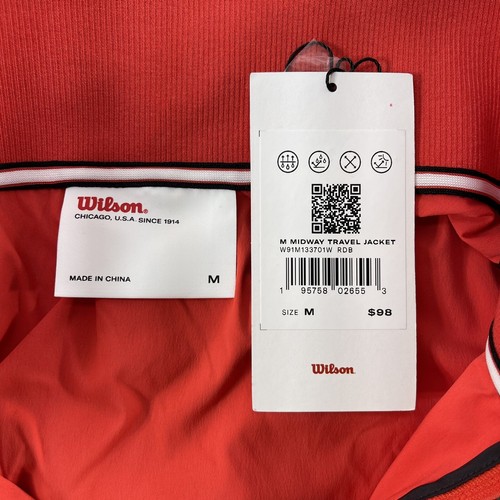 Wilson.
CHICAGO, U.S.A. SINCE 1914
MADE IN CHINA M
M MIDWAY TRAVEL JACKET
W91M133701W RDB
1 95758 02655 3
SIZE M $98
Wilson